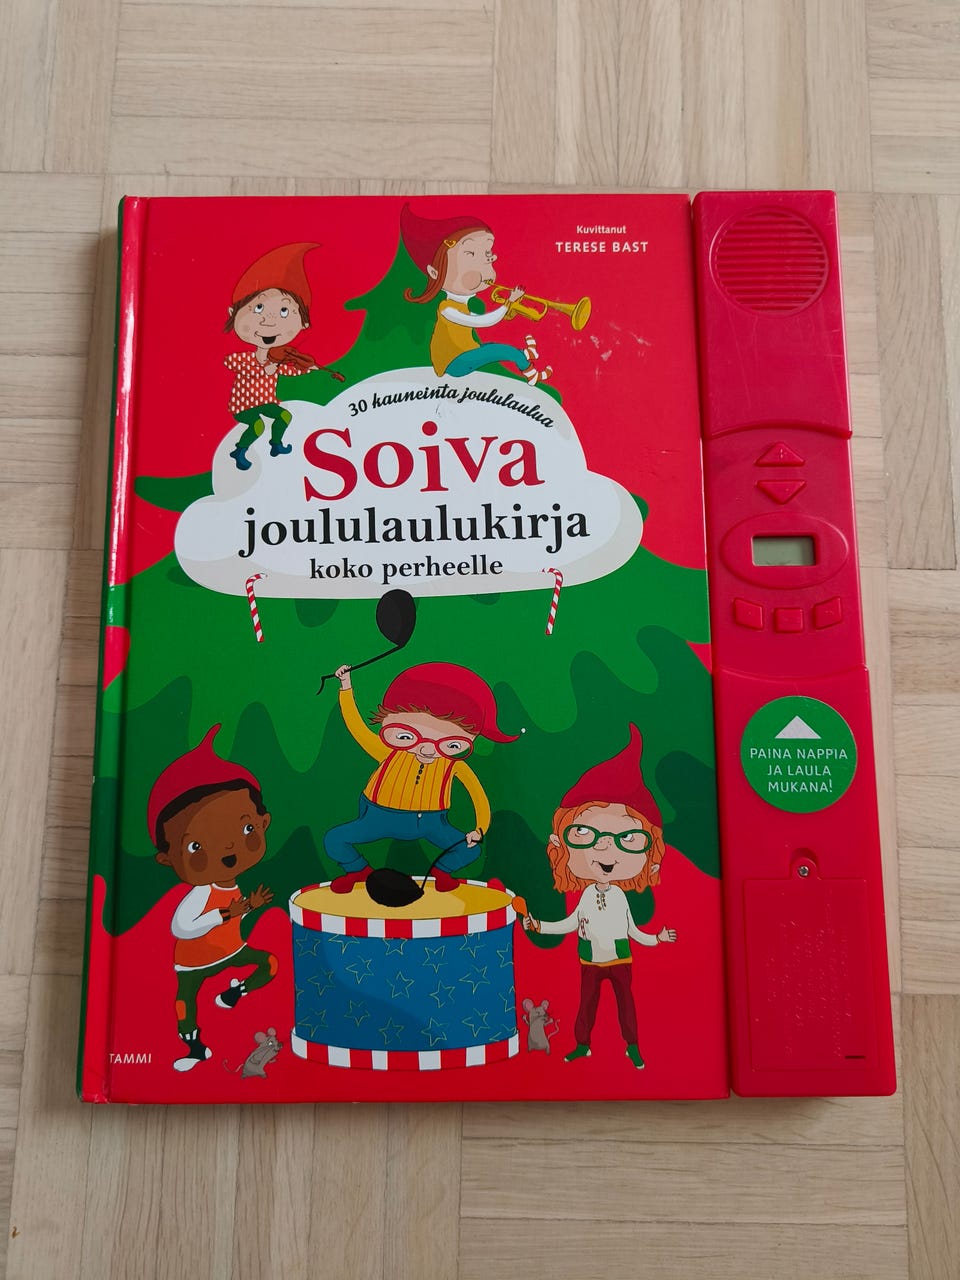 Kuvittanut
TERESE BAST
30 kauneinta joululaulua
Soiva
joululaulukirja
koko perheelle
PAINA NAPPIA
JA LAULA
MUKANA!
TAMMI